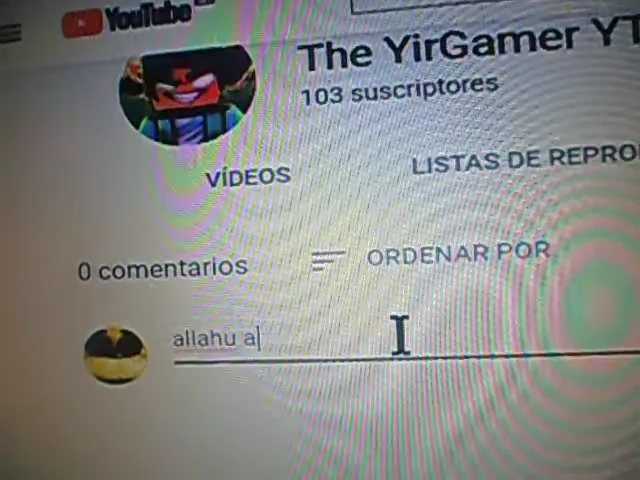 YouTube
The YirGamer YT
103 suscriptores
VÍDEOS
LISTAS DE REPRO
0 comentarios
ORDENAR POR
allahu a